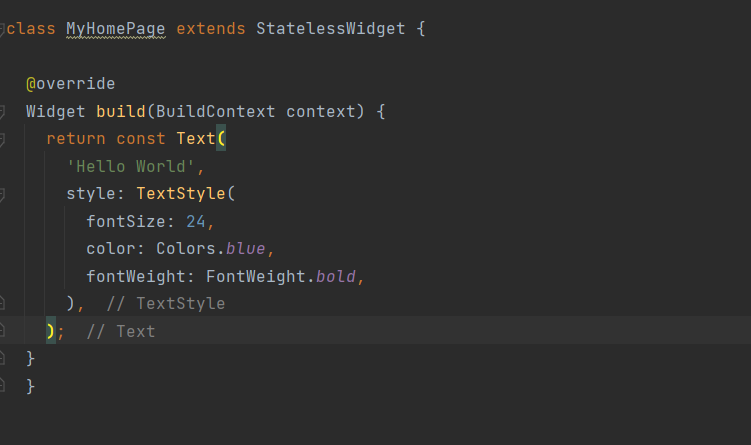 class MyHomePage extends StatelessWidget {
@override
Widget build(BuildContext context) {
return const Text(
'Hello World',
style: TextStyle(
fontSize: 24,
color: Colors.blue,
fontWeight: FontWeight.bold,
), // TextStyle
); // Text
}
}